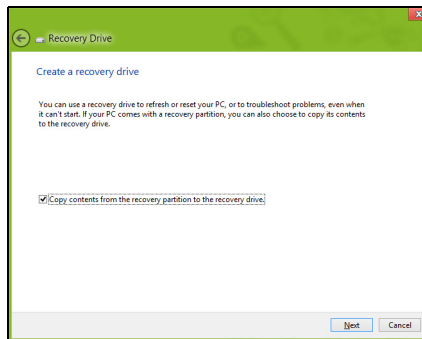 Recovery Drive
Create a recovery drive
You can use a recovery drive to refresh or reset your PC, or to troubleshoot problems, even when
it can't start. If your PC comes with a recovery partition, you can also choose to copy its contents
to the recovery drive.
Copy contents from the recovery partition to the recovery drive.
Next Cancel